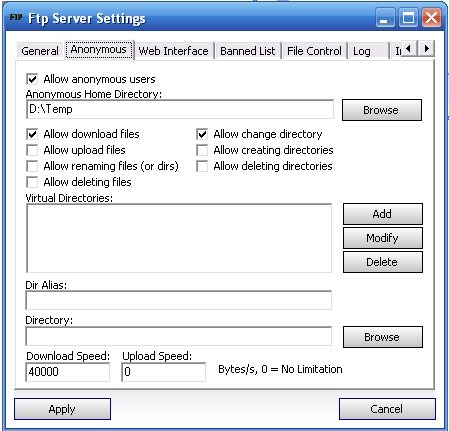 FTP Ftp Server Settings
General Anonymous Web Interface Banned List File Control Log
Allow anonymous users
Anonymous Home Directory:
D:\Temp Browse
Allow download files Allow change directory
Allow upload files Allow creating directories
Allow renaming files (or dirs) Allow deleting directories
Allow deleting files
Virtual Directories:
Add
Modify
Delete
Dir Alias:
Directory:
Browse
Download Speed: Upload Speed:
40000 0 Bytes/s, 0 = No Limitation
Apply Cancel